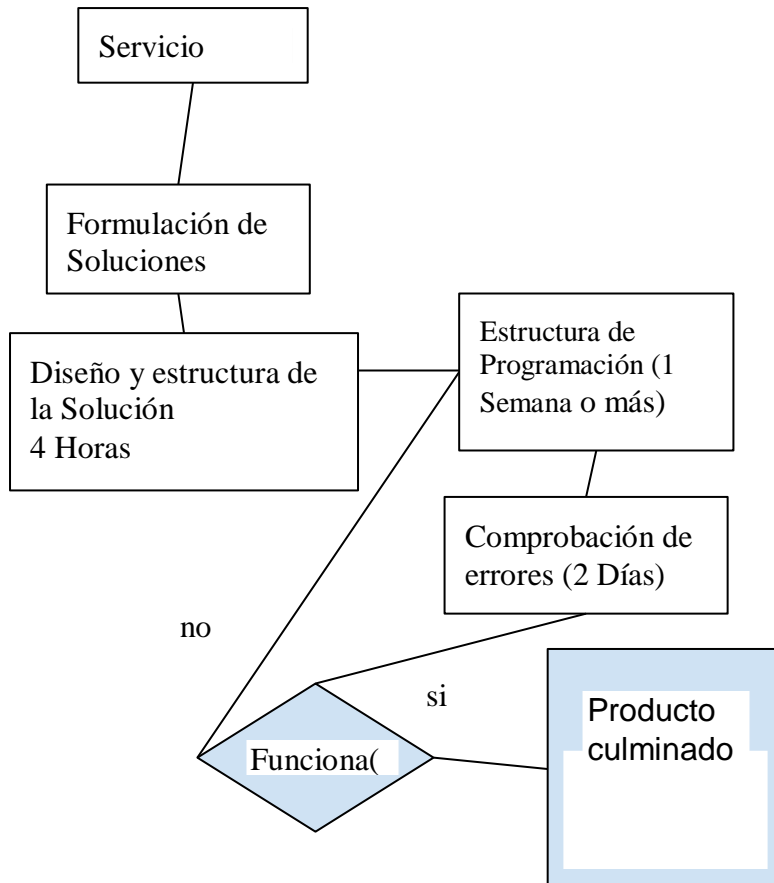 Servicio
Formulación de
Soluciones
Diseño y estructura de
la Solución
4 Horas
Estructura de
Programación (1
Semana o más)
Comprobación de
errores (2 Días)
no
si
Funciona(
Producto
culminado